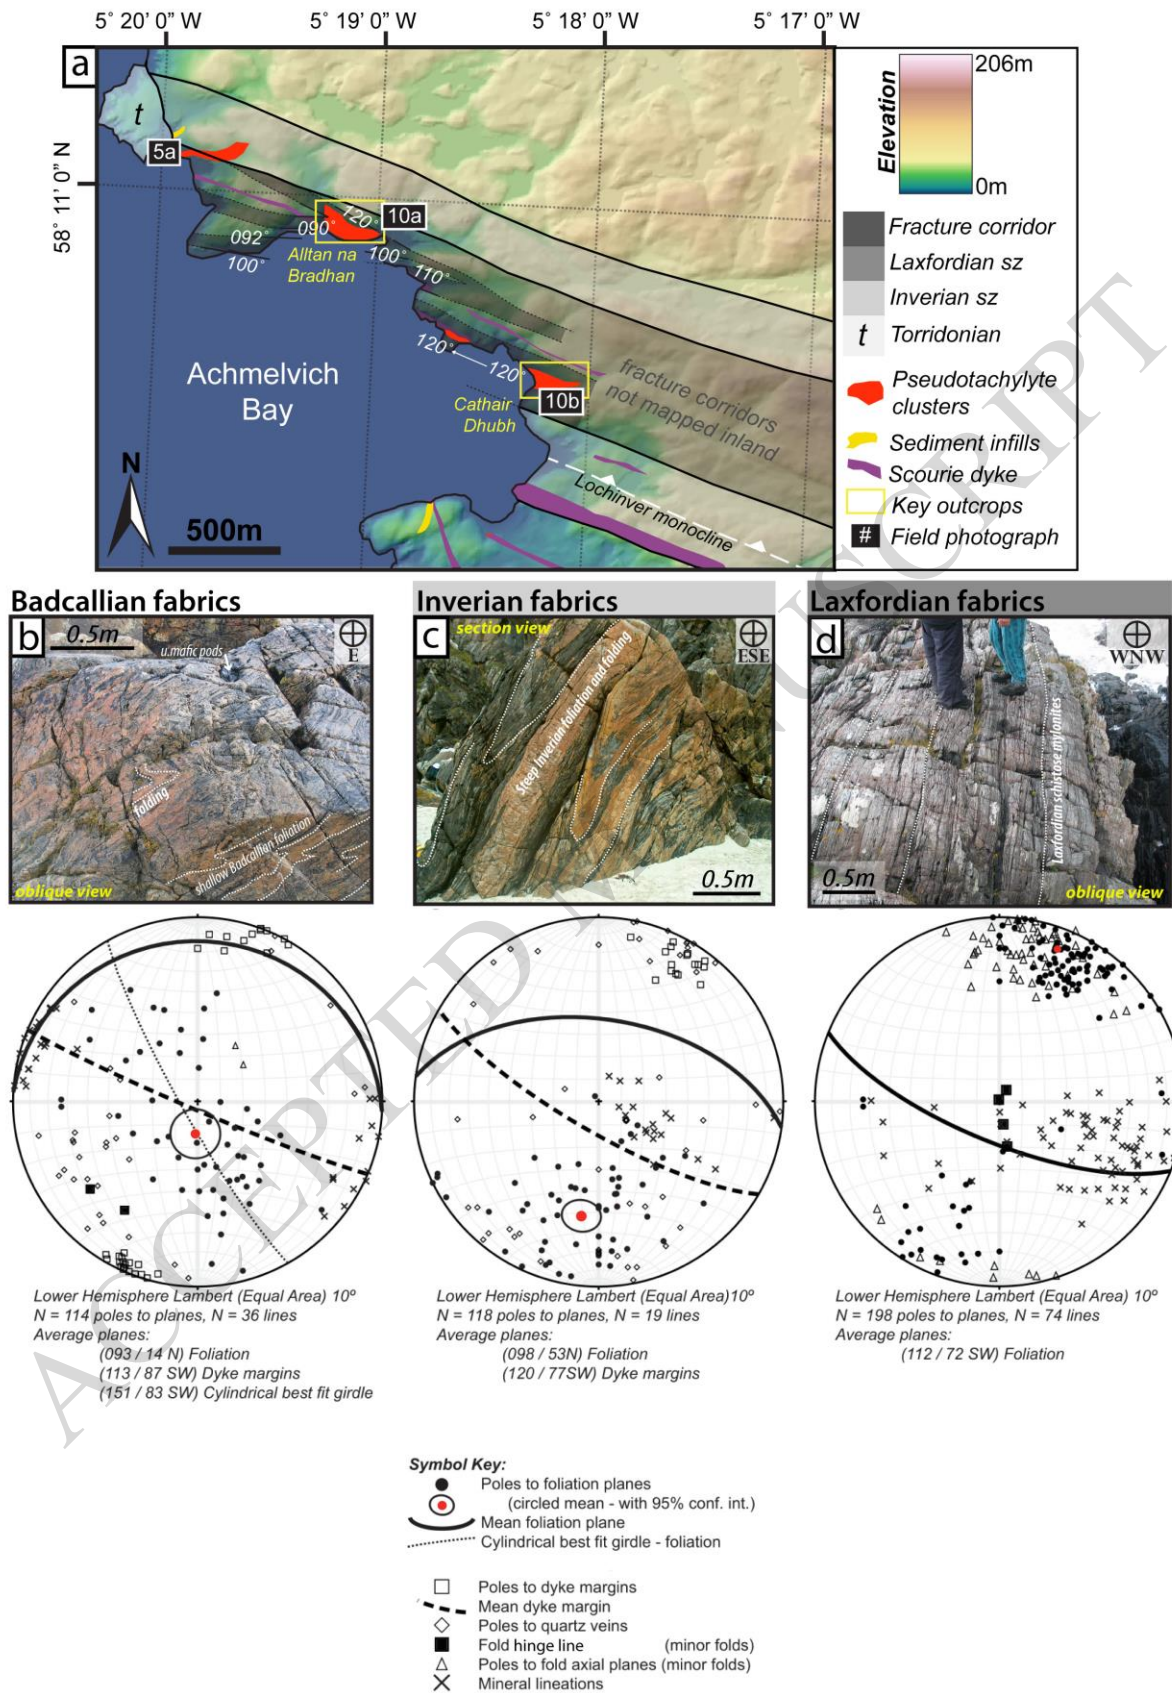 5° 20' 0" W
5° 19' 0" W
5° 18' 0" W
5° 17' 0" W
58° 11' 0" N
a
t
5a
10a
092°
090°
120°
100°
100°
110°
Alltan na
Bradhan
120°
120°
10b
Achmelvich
Bay
Cathair
Dhubh
fracture corridors
not mapped inland
Lochinver monocline
N
500m
Elevation
206m
0m
Fracture corridor
Laxfordian sz
Inverian sz
t Torridonian
Pseudotachylyte
clusters
Sediment infills
Scourie dyke
Key outcrops
# Field photograph
Badcallian fabrics
b
0.5m
u.mafic pods
E
folding
shallow Badcallian foliation
oblique view
Inverian fabrics
c
section view
ESE
Steep Inverian foliation and folding
0.5m
Laxfordian fabrics
d
WNW
Laxfordian schistose mylonites
0.5m
oblique view
Lower Hemisphere Lambert (Equal Area) 10º
N = 114 poles to planes, N = 36 lines
Average planes:
(093 / 14 N) Foliation
(113 / 87 SW) Dyke margins
(151 / 83 SW) Cylindrical best fit girdle
Lower Hemisphere Lambert (Equal Area)10º
N = 118 poles to planes, N = 19 lines
Average planes:
(098 / 53N) Foliation
(120 / 77SW) Dyke margins
Lower Hemisphere Lambert (Equal Area) 10º
N = 198 poles to planes, N = 74 lines
Average planes:
(112 / 72 SW) Foliation
Symbol Key:
Poles to foliation planes
(circled mean - with 95% conf. int.)
Mean foliation plane
Cylindrical best fit girdle - foliation
Poles to dyke margins
Mean dyke margin
Poles to quartz veins
Fold hinge line (minor folds)
Poles to fold axial planes (minor folds)
Mineral lineations
ACCEPTED MANUSCRIPT